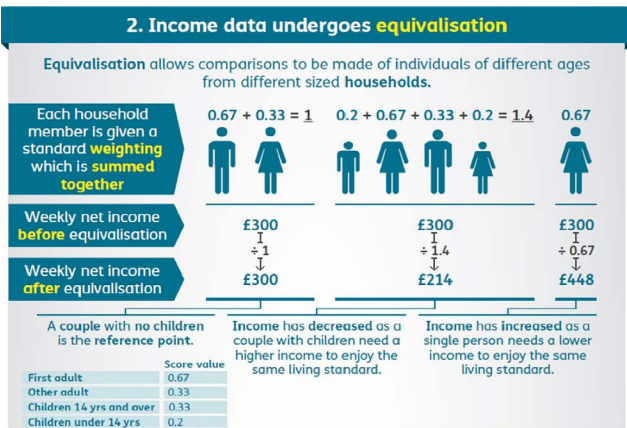 2. Income data undergoes equivalisation
Equivalisation allows comparisons to be made of individuals of different ages
from different sized households.
Each household
member is given a
standard weighting
which is summed
together
0.67 + 0.33 = 1
0.2 + 0.67 + 0.33 + 0.2 = 1.4
0.67
Weekly net income
before equivalisation
£300
£300
£300
÷ 1
÷ 1.4
÷ 0.67
Weekly net income
after equivalisation
£300
£214
£448
A couple with no children
is the reference point.
Income has decreased as a
couple with children need a
higher income to enjoy the
same living standard.
Income has increased as a
single person needs a lower
income to enjoy the same
living standard.
Score value
First adult 0.67
Other adult 0.33
Children 14 yrs and over 0.33
Children under 14 yrs 0.2